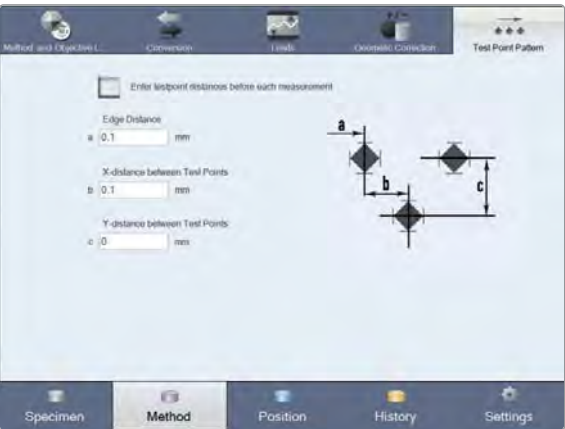 Method and Objective L...
Conversion
Limits
Geometric Correction
Test Point Pattern
Enter testpoint distances before each measurement
Edge Distance
a 0.1 mm
X-distance between Test Points
b 0.1 mm
Y-distance between Test Points
c 0 mm
a
b
c
Specimen
Method
Position
History
Settings